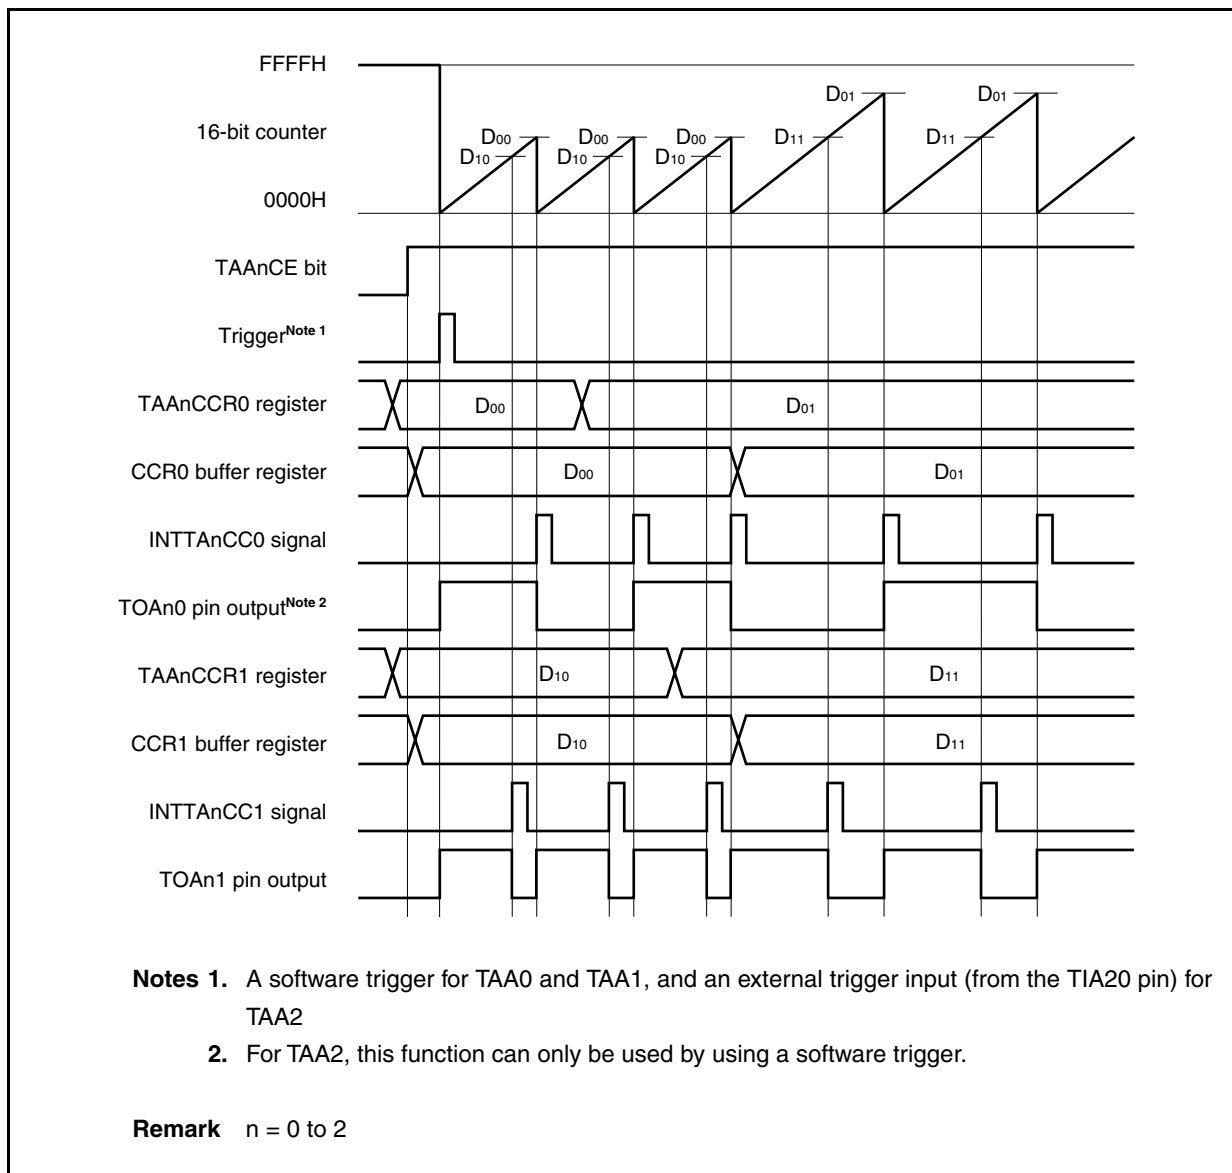 FFFFH
D01 D01
16-bit counter D00 D00 D00 D11 D11
D10 D10 D10
0000H
TAAnCE bit
TriggerNote 1
TAAnCCR0 register D00 D01
CCR0 buffer register D00 D01
INTTAnCC0 signal
TOAn0 pin outputNote 2
TAAnCCR1 register D10 D11
CCR1 buffer register D10 D11
INTTAnCC1 signal
TOAn1 pin output
Notes 1. A software trigger for TAA0 and TAA1, and an external trigger input (from the TIA20 pin) for
TAA2
2. For TAA2, this function can only be used by using a software trigger.
Remark n = 0 to 2